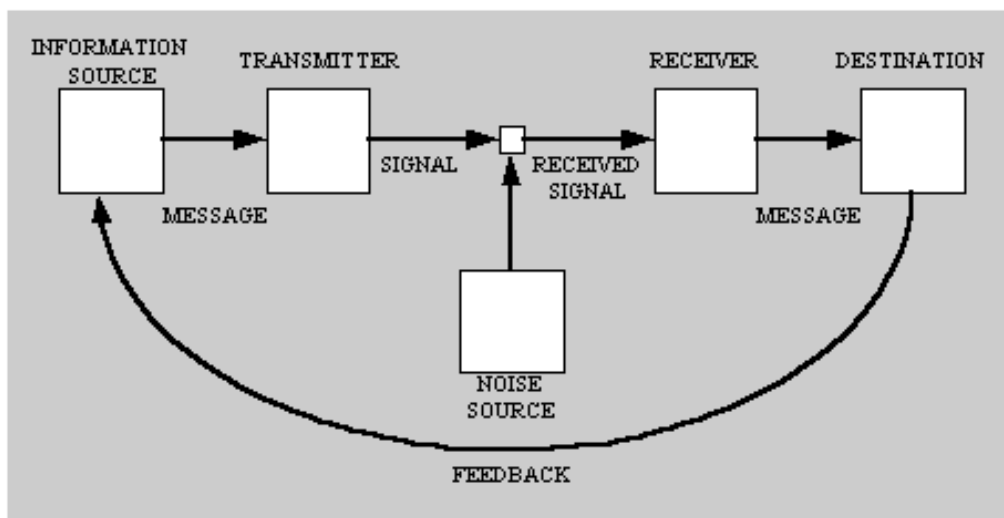 INFORMATION
SOURCE
TRANSMITTER
RECEIVER
DESTINATION
SIGNAL
RECEIVED
SIGNAL
MESSAGE
MESSAGE
NOISE
SOURCE
FEEDBACK